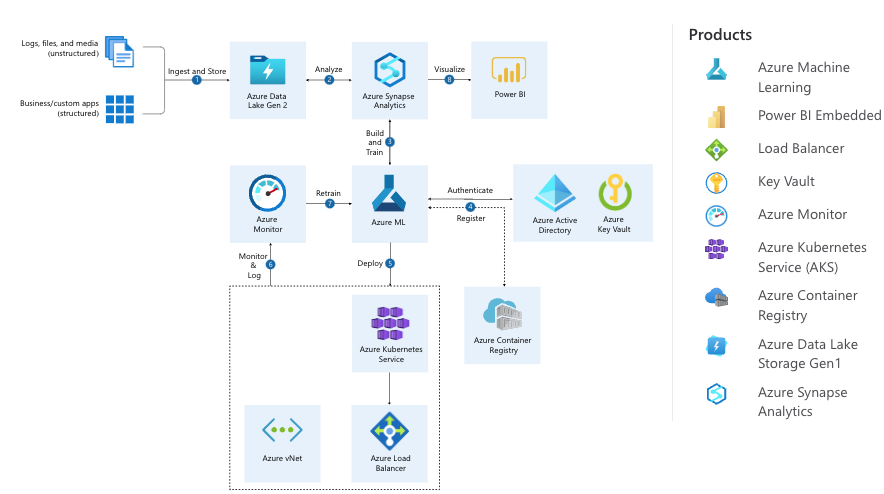 Logs, files, and media
(unstructured)
Business/custom apps
(structured)
Ingest and Store
1
Azure Data
Lake Gen 2
Analyze
2
Azure Synapse
Analytics
Visualize
8
Power BI
Build
and
Train
3
Azure
Monitor
Retrain
7
Azure ML
Authenticate
4
Register
Azure Active
Directory
Azure
Key Vault
Monitor
&
Log
6
Deploy
5
Azure Kubernetes
Service
Azure Container
Registry
Azure vNet
Azure Load
Balancer
Products
Azure Machine
Learning
Power BI Embedded
Load Balancer
Key Vault
Azure Monitor
Azure Kubernetes
Service (AKS)
Azure Container
Registry
Azure Data Lake
Storage Gen1
Azure Synapse
Analytics